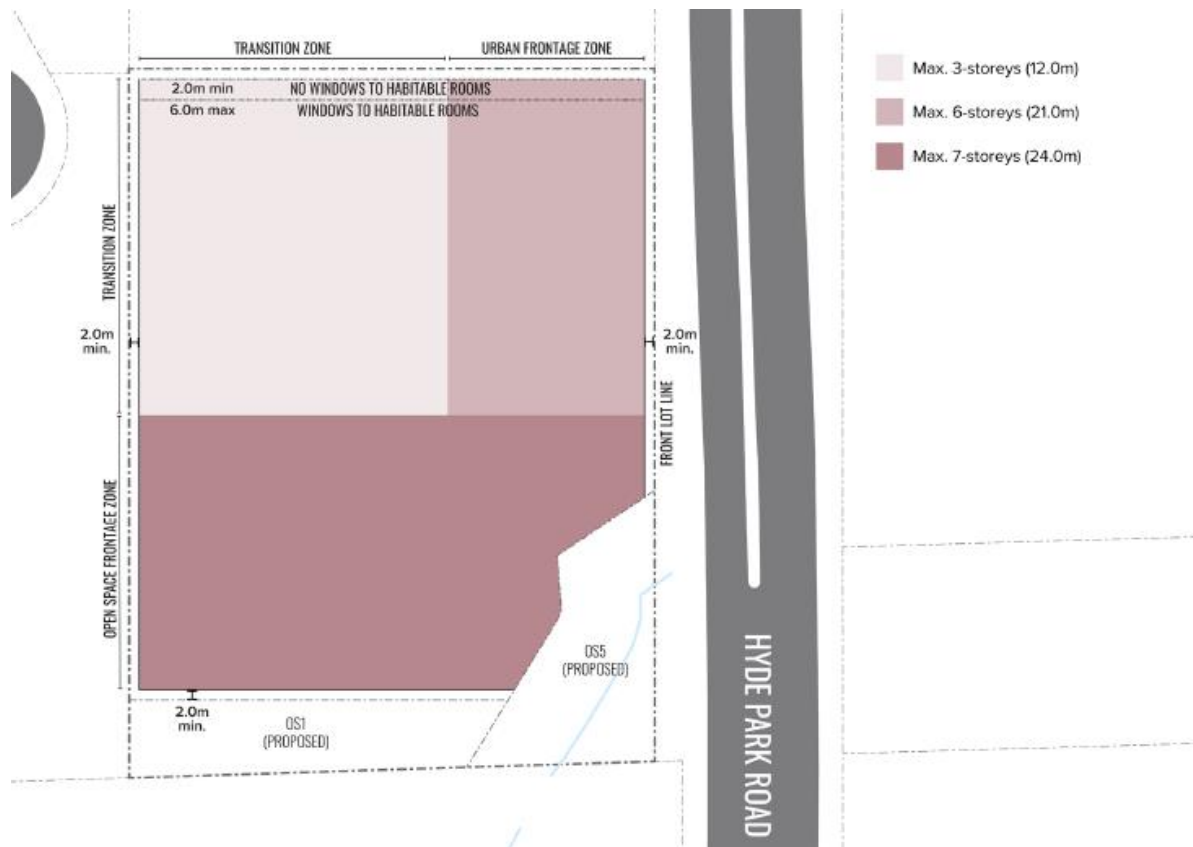 TRANSITION ZONE
URBAN FRONTAGE ZONE
2.0m min
NO WINDOWS TO HABITABLE ROOMS
6.0m max
WINDOWS TO HABITABLE ROOMS
Max. 3-storeys (12.0m)
Max. 6-storeys (21.0m)
Max. 7-storeys (24.0m)
TRANSITION ZONE
2.0m
min.
2.0m
min.
FRONT LOT LINE
OPEN SPACE FRONTAGE ZONE
OS5
(PROPOSED)
2.0m
min.
OS1
(PROPOSED)
HYDE PARK ROAD